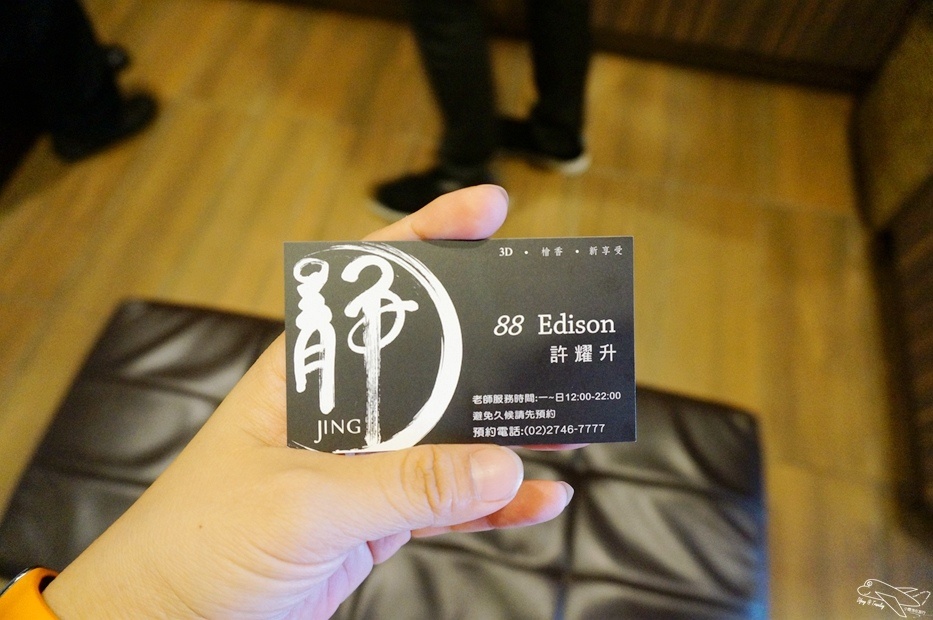 靜
JING
3D • 檜香 • 新享受
88 Edison
許耀升
老師服務時間:一~日12:00-22:00
避免久候請先預約
預約電話:(02)2746-7777